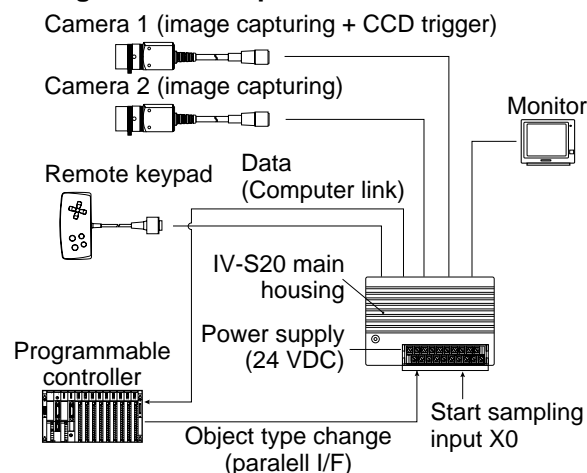 Camera 1 (image capturing + CCD trigger)
Camera 2 (image capturing)
Monitor
Remote keypad
Data
(Computer link)
IV-S20 main
housing
Power supply
(24 VDC)
Programmable
controller
Start sampling
input X0
Object type change
(paralell I/F)